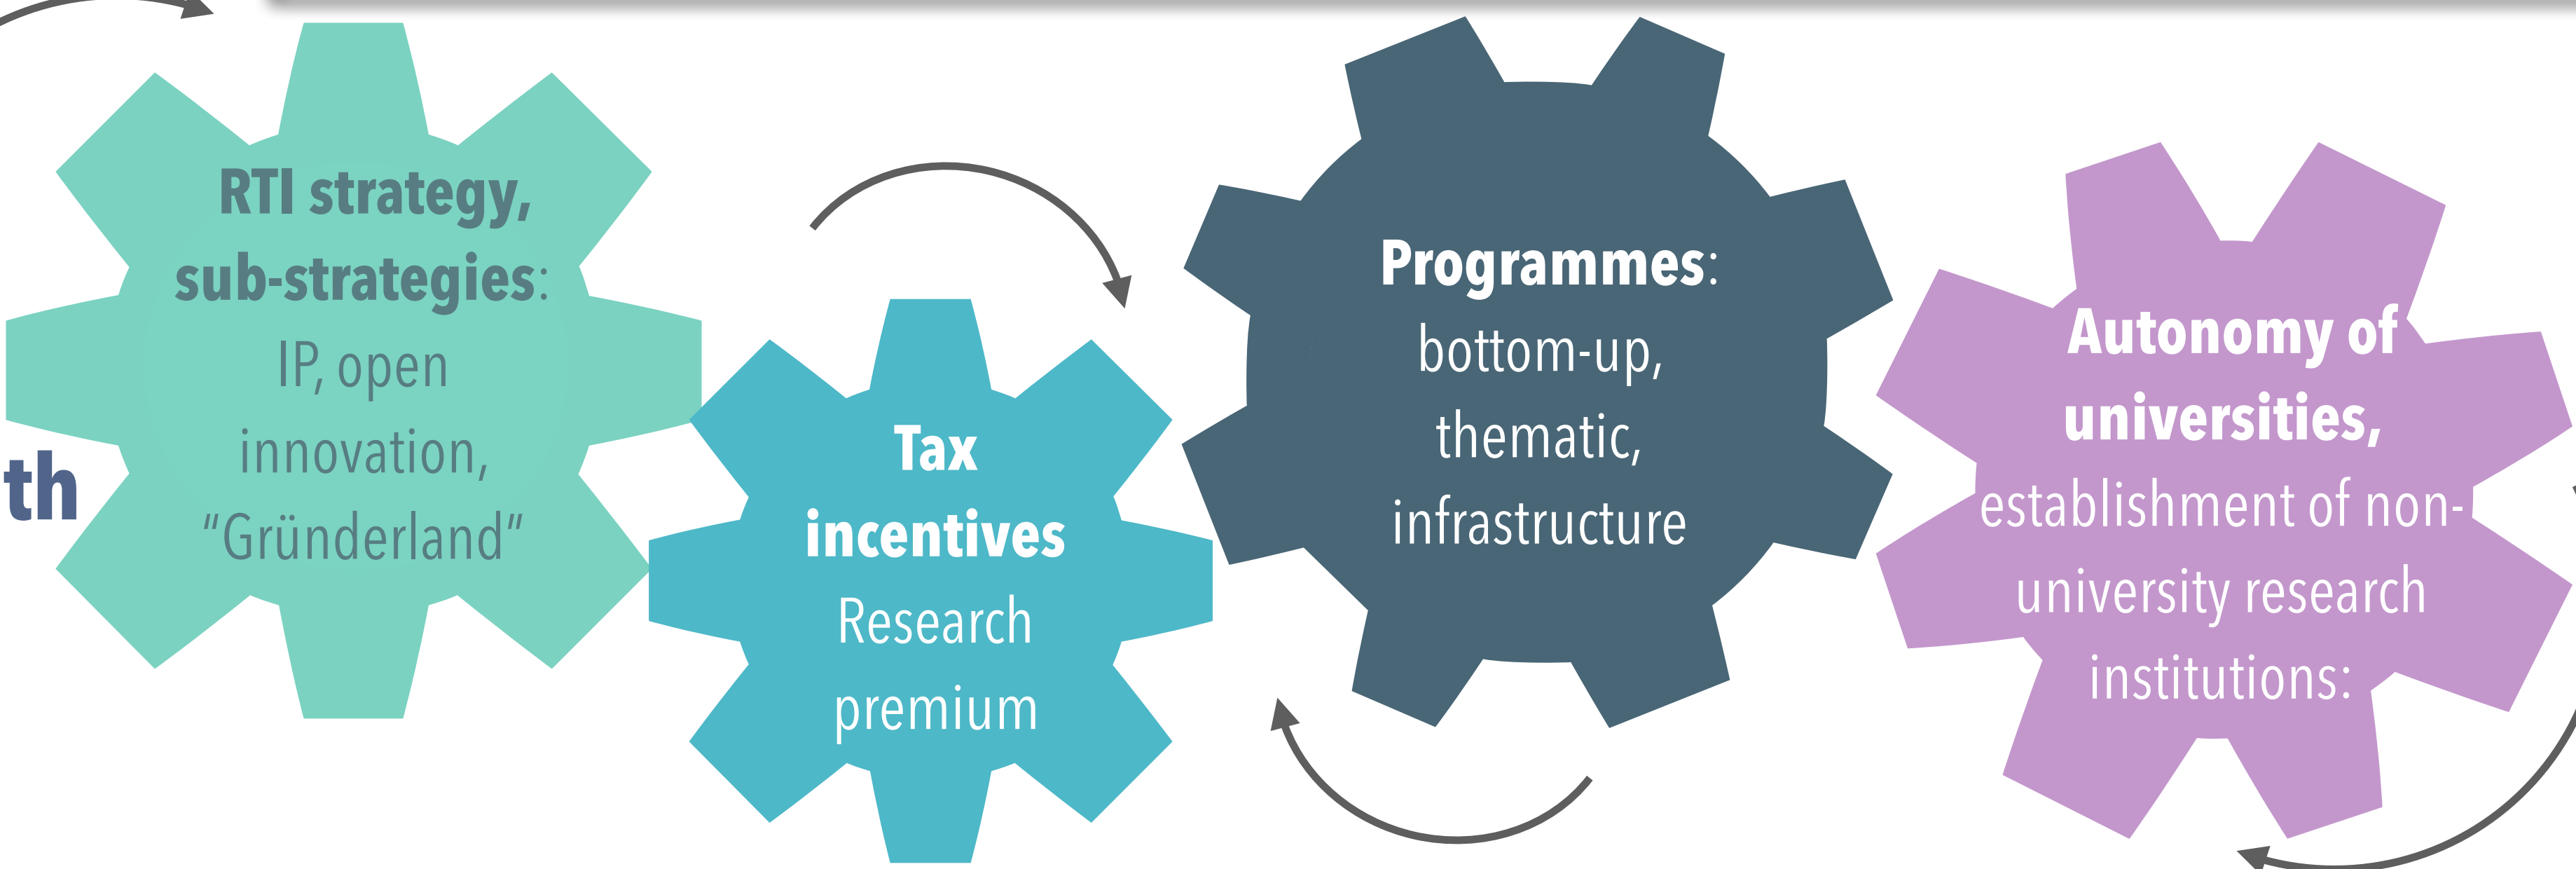 RTI strategy,
sub-strategies:
IP, open
innovation,
"Gründerland"
th
Tax
incentives
Research
premium
Programmes:
bottom-up,
thematic,
infrastructure
Autonomy of
universities,
establishment of non-
university research
institutions: